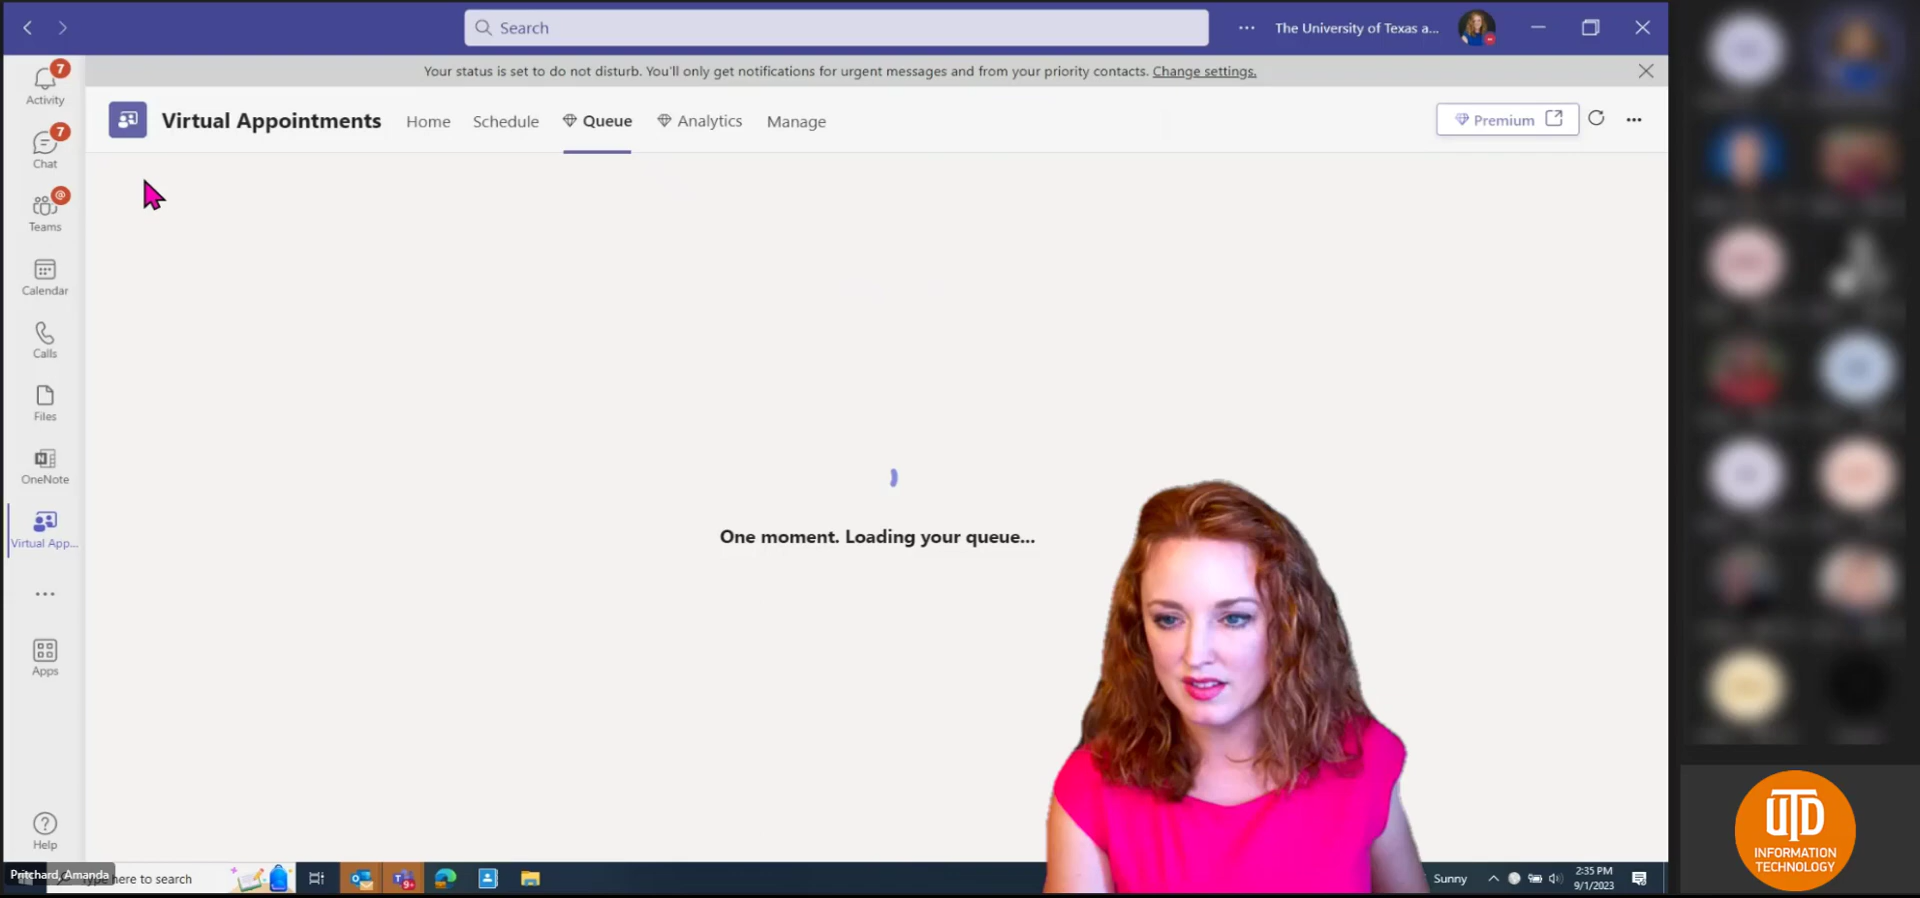 Search
The University of Texas a...
Your status is set to do not disturb. You'll only get notifications for urgent messages and from your priority contacts. Change settings.
7
Activity
7
Chat
@
Teams
Calendar
Calls
Files
OneNote
Virtual App...
Apps
Help
Virtual Appointments
Home
Schedule
Queue
Analytics
Manage
Premium
One moment. Loading your queue...
Pritchard, Amanda
here to search
9+
Sunny
2:35 PM
9/1/2023
UTD
INFORMATION
TECHNOLOGY